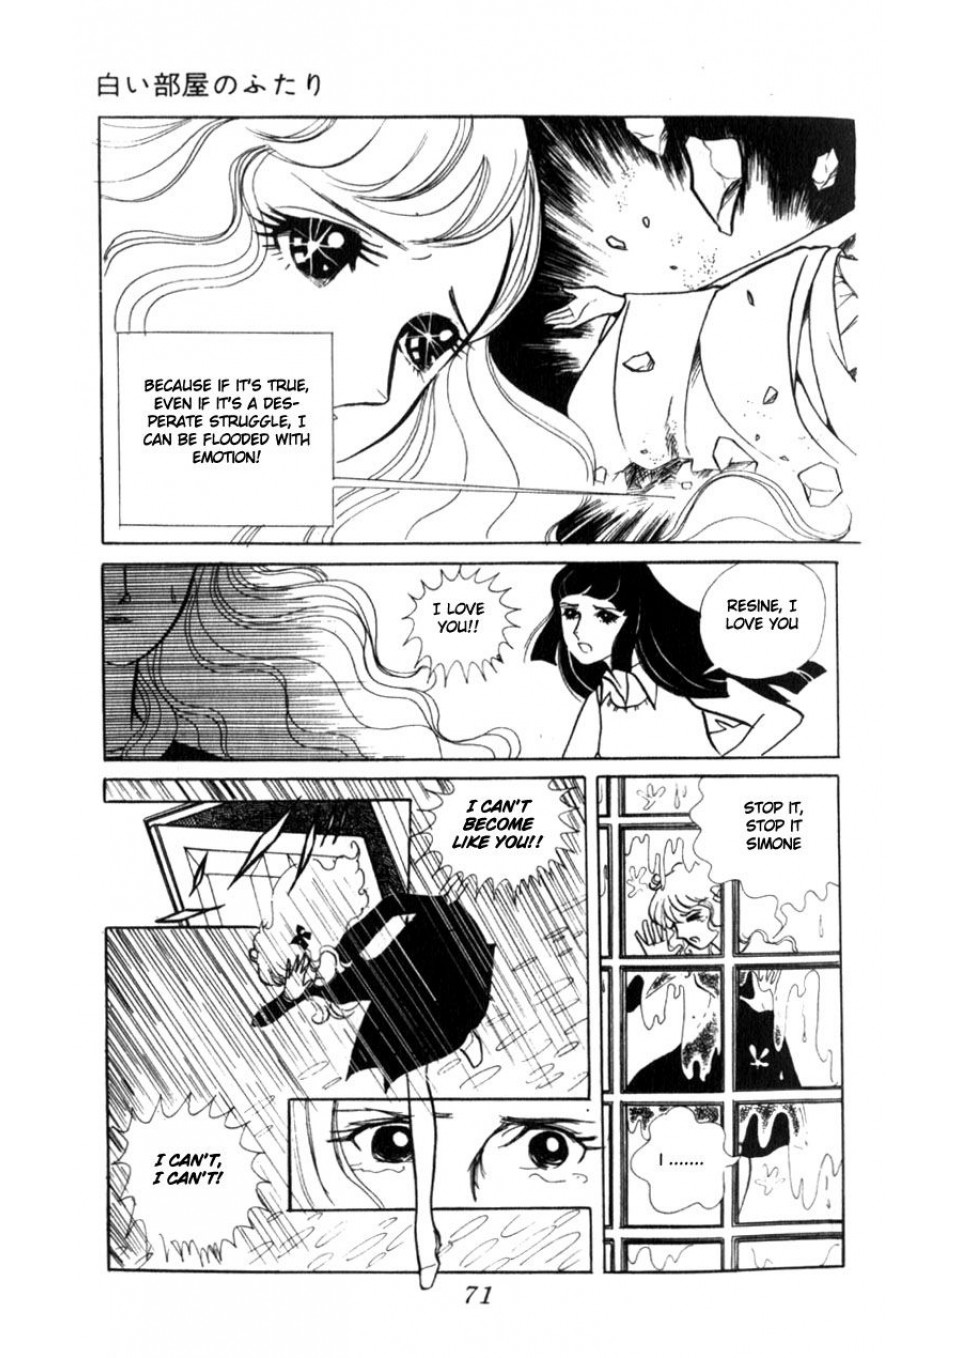 白い部屋のふたり
BECAUSE IF IT'S TRUE,
EVEN IF IT'S A DES-
PERATE STRUGGLE, I
CAN BE FLOODED WITH
EMOTION!
RESINE, I
LOVE YOU
I LOVE
YOU!!
STOP IT,
STOP IT
SIMONE
I .......
I CAN'T
BECOME
LIKE YOU!!
I CAN'T,
I CAN'T!
71